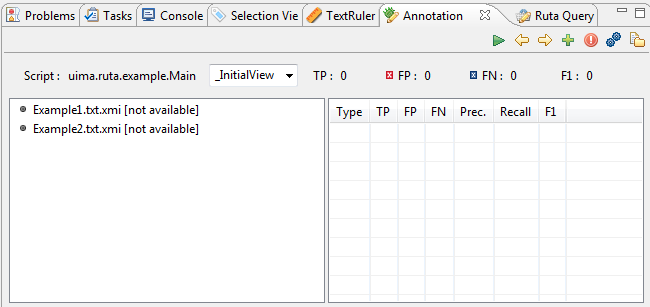 Problems Tasks Console Selection Vie TextRuler Annotation Ruta Query
Script : uima.ruta.example.Main _InitialView TP : 0 FP : 0 FN : 0 F1 : 0
Example1.txt.xmi [not available]
Example2.txt.xmi [not available]
Type TP FP FN Prec. Recall F1